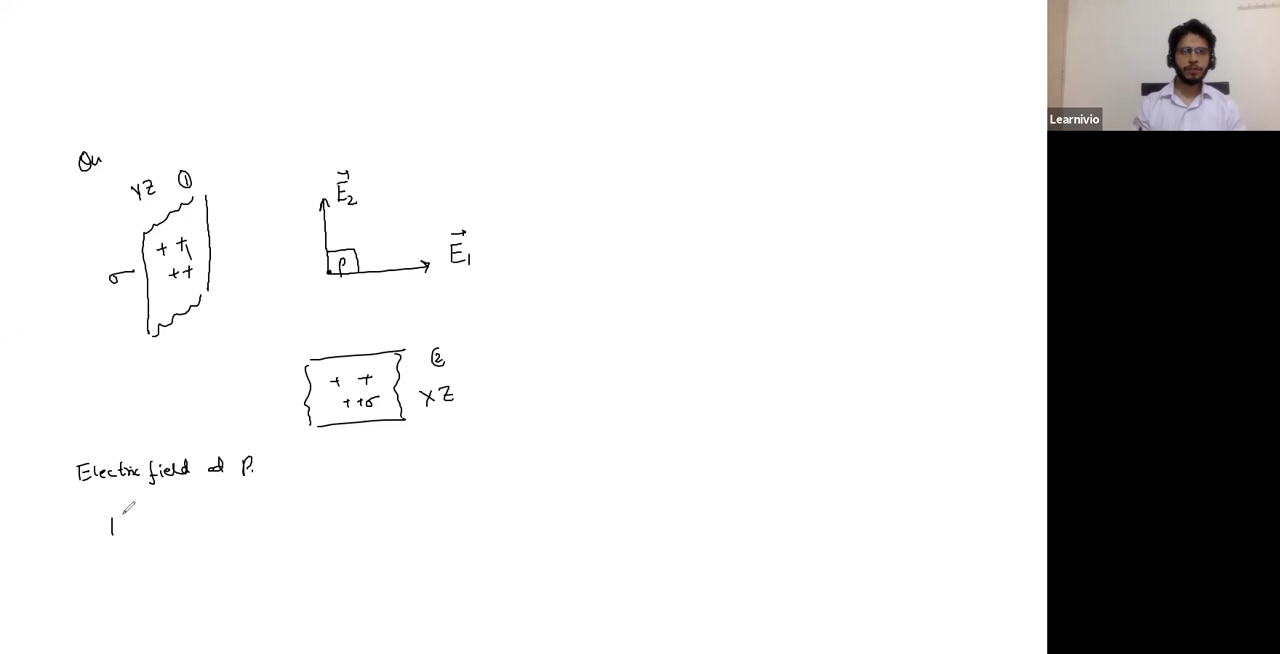 Qu
YZ ①
+ +
σ ++
E₂
P
E₁
②
+ +
+ + σ
XZ
Electric field at P.
Learnivio